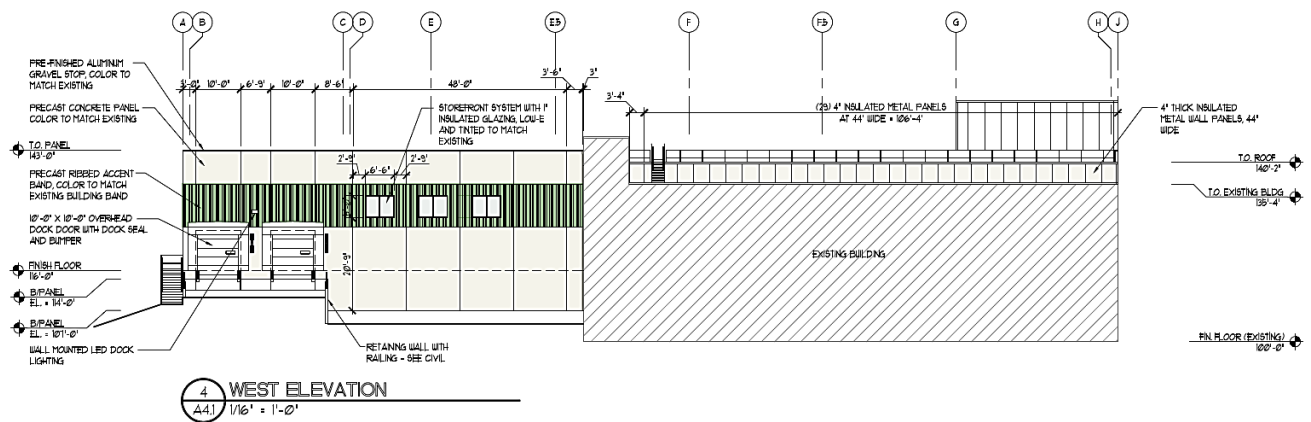 A B C D E E.3 F F.5 G H J
PRE-FINISHED ALUMINUM
GRAVEL STOP, COLOR TO
MATCH EXISTING
PRECAST CONCRETE PANEL
COLOR TO MATCH EXISTING
T.O. PANEL
143'-0"
PRECAST RIBBED ACCENT
BAND, COLOR TO MATCH
EXISTING BUILDING BAND
10'-0" X 10'-0" OVERHEAD
DOCK DOOR WITH DOCK SEAL
AND BUMPER
FINISH FLOOR
116'-0"
B/PANEL
EL. = 114'-0"
B/PANEL
EL. = 107'-0"
WALL MOUNTED LED DOCK
LIGHTING
10'-0" 6'-9" 10'-0" 8'-6" 48'-0" 3'-6" 3"
STOREFRONT SYSTEM WITH 1"
INSULATED GLAZING, LOW-E
AND TINTED TO MATCH
EXISTING
2'-9" 6'-6" 2'-9"
20'-9"
RETAINING WALL WITH
RAILING - SEE CIVIL
3'-4"
(29) 4" INSULATED METAL PANELS
AT 44" WIDE = 106'-4"
EXISTING BUILDING
4" THICK INSULATED
METAL WALL PANELS, 44"
WIDE
T.O. ROOF
140'-2"
T.O. EXISTING BLDG
135'-4"
FIN. FLOOR (EXISTING)
100'-0"
4
A4.1
WEST ELEVATION
1/16" = 1'-0"